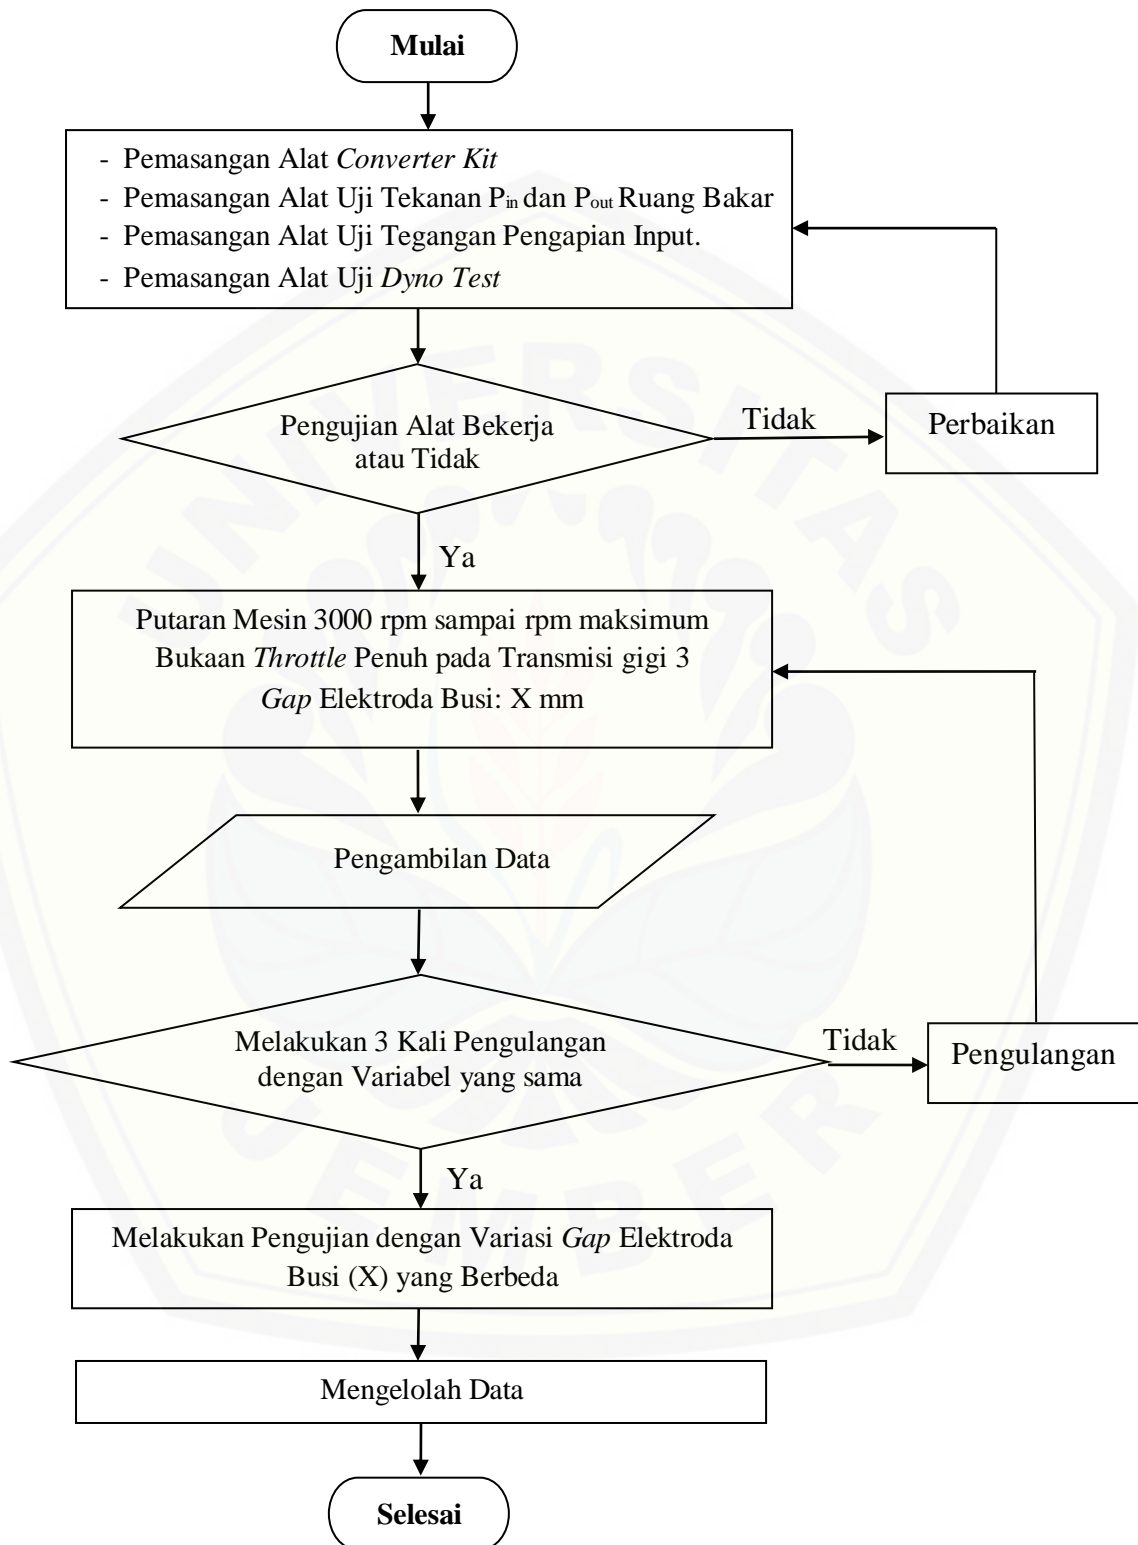 Mulai
- Pemasangan Alat Converter Kit
- Pemasangan Alat Uji Tekanan Pin dan Pout Ruang Bakar
- Pemasangan Alat Uji Tegangan Pengapian Input.
- Pemasangan Alat Uji Dyno Test
Pengujian Alat Bekerja
atau Tidak
Tidak
Perbaikan
Ya
Putaran Mesin 3000 rpm sampai rpm maksimum
Bukaan Throttle Penuh pada Transmisi gigi 3
Gap Elektroda Busi: X mm
Pengambilan Data
Melakukan 3 Kali Pengulangan
dengan Variabel yang sama
Tidak
Pengulangan
Ya
Melakukan Pengujian dengan Variasi Gap Elektroda
Busi (X) yang Berbeda
Mengelolah Data
Selesai
UNIVERSITAS
JEMBER